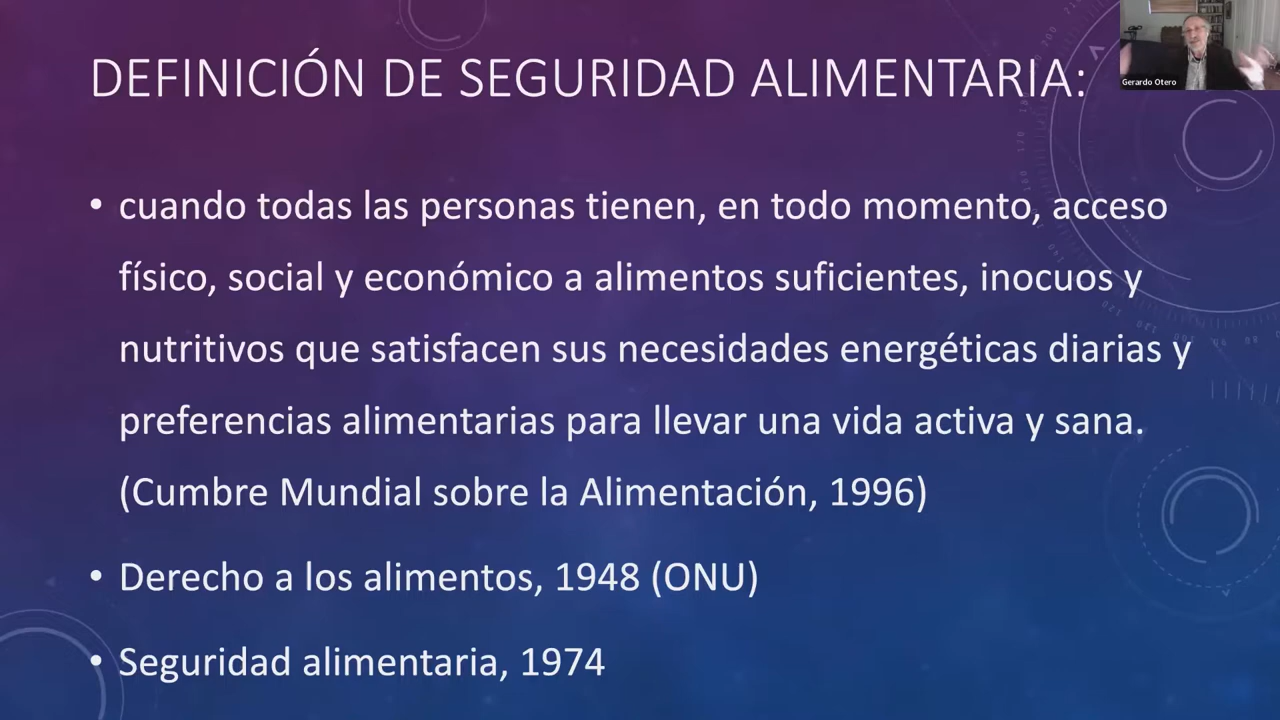 DEFINICIÓN DE SEGURIDAD ALIMENTARIA:
Gerardo Otero
• cuando todas las personas tienen, en todo momento, acceso
físico, social y económico a alimentos suficientes, inocuos y
nutritivos que satisfacen sus necesidades energéticas diarias y
preferencias alimentarias para llevar una vida activa y sana.
(Cumbre Mundial sobre la Alimentación, 1996)
• Derecho a los alimentos, 1948 (ONU)
• Seguridad alimentaria, 1974